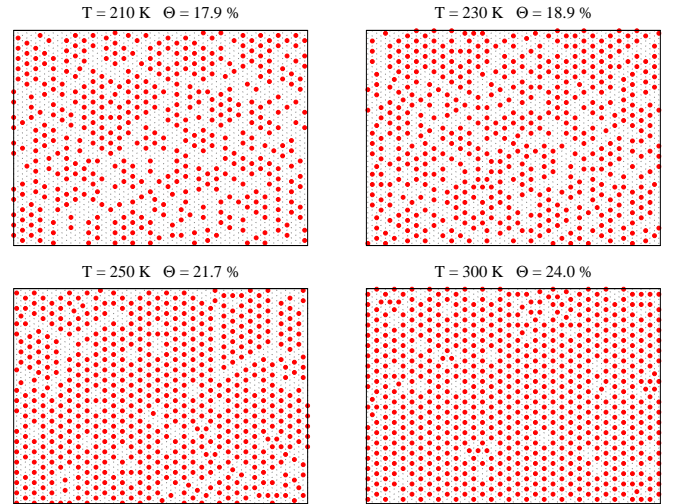 T = 210 K Θ = 17.9 %
T = 230 K Θ = 18.9 %
T = 250 K Θ = 21.7 %
T = 300 K Θ = 24.0 %